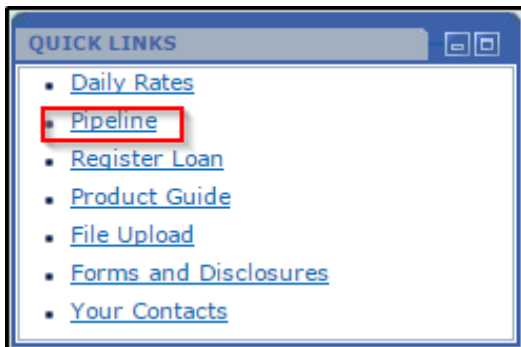 QUICK LINKS
Daily Rates
Pipeline
Register Loan
Product Guide
File Upload
Forms and Disclosures
Your Contacts